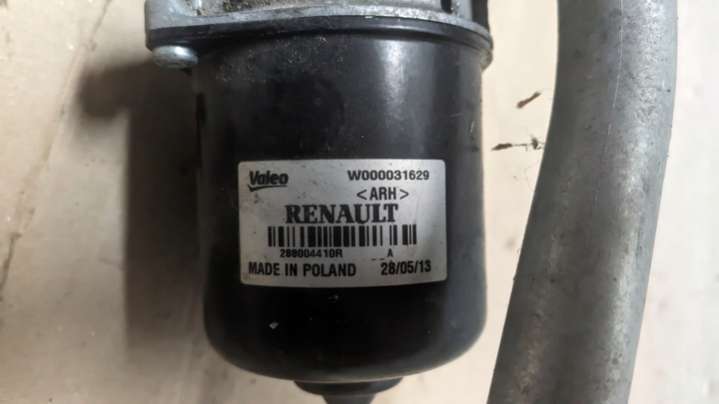 Valeo W000031629
<ARH>
RENAULT
288004410R A
MADE IN POLAND 28/05/13